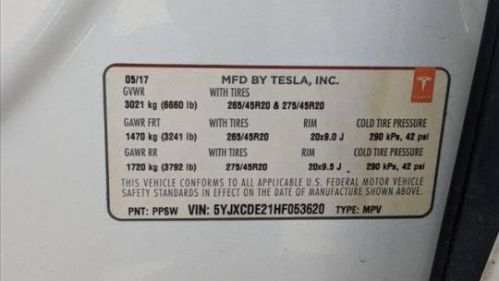 05/17 MFD BY TESLA, INC.
GVWR WITH TIRES
3021 kg (6660 lb) 265/45R20 & 275/45R20
GAWR FRT WITH TIRES RIM COLD TIRE PRESSURE
1470 kg (3241 lb) 265/45R20 20x9.0 J 290 kPa, 42 psi
GAWR RR WITH TIRES RIM COLD TIRE PRESSURE
1720 kg (3792 lb) 275/45R20 20x9.5 J 290 kPa, 42 psi
THIS VEHICLE CONFORMS TO ALL APPLICABLE U.S. FEDERAL MOTOR VEHICLE
SAFETY STANDARDS IN EFFECT ON THE DATE OF MANUFACTURE SHOWN ABOVE.
PNT: PPSW VIN: 5YJXCDE21HF053620 TYPE: MPV
TESLA